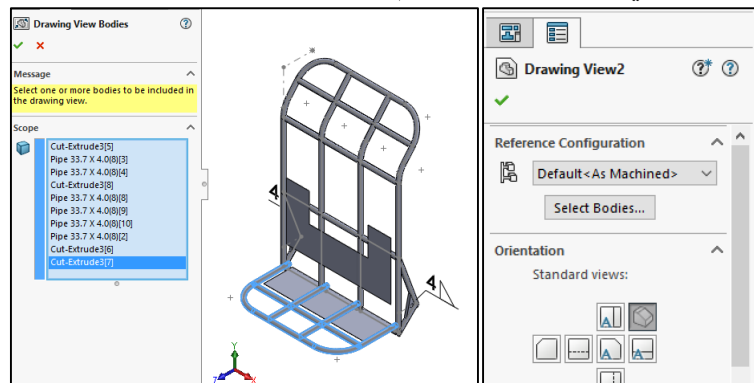 Drawing View Bodies
Message
Select one or more bodies to be included in
the drawing view.
Scope
Cut-Extrude3[5]
Pipe 33.7 X 4.0(8)[3]
Pipe 33.7 X 4.0(8)[4]
Cut-Extrude3[8]
Pipe 33.7 X 4.0(8)[8]
Pipe 33.7 X 4.0(8)[9]
Pipe 33.7 X 4.0(8)[10]
Pipe 33.7 X 4.0(8)[2]
Cut-Extrude3[6]
Cut-Extrude3[7]
4
4
Y
Z
X
Drawing View2
Reference Configuration
Default<As Machined>
Select Bodies...
Orientation
Standard views:
A
A
A